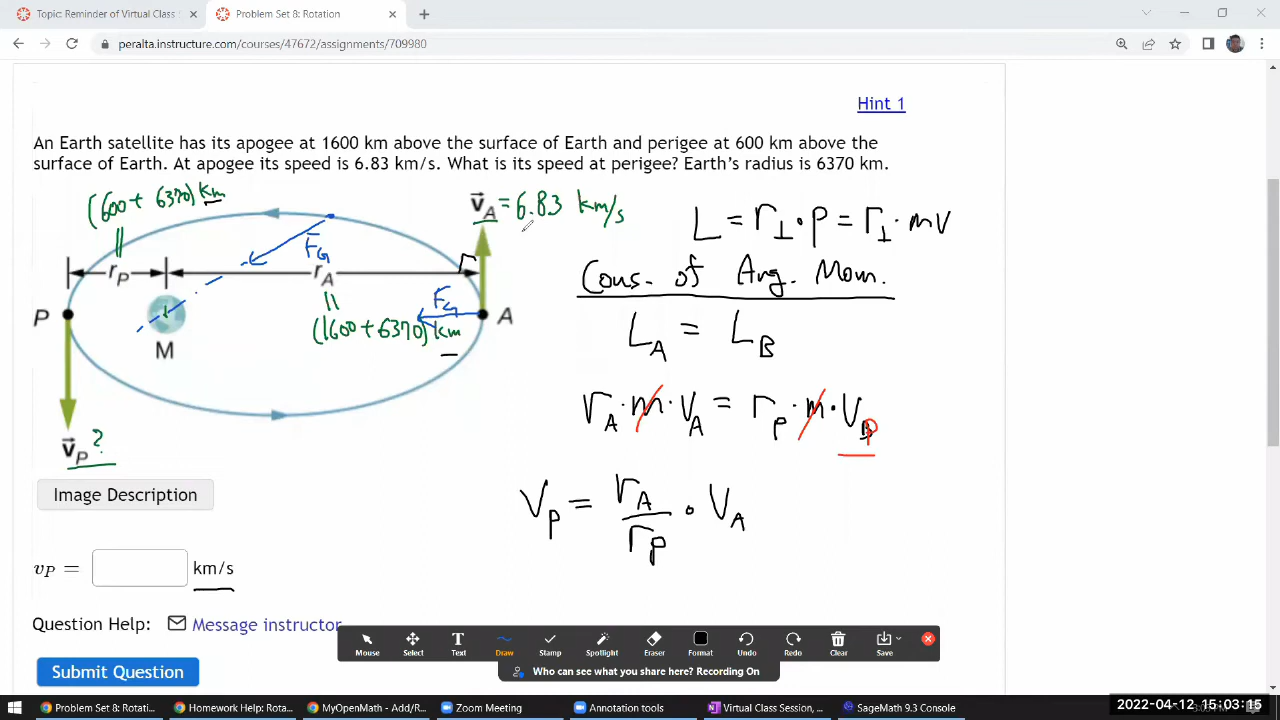 Topic: Reminder of Virtual Class
Problem Set 8: Rotation
peralta.instructure.com/courses/47672/assignments/709980
Hint 1
An Earth satellite has its apogee at 1600 km above the surface of Earth and perigee at 600 km above the
surface of Earth. At apogee its speed is 6.83 km/s. What is its speed at perigee? Earth's radius is 6370 km.
(600 + 6370) km
v⃗A = 6.83 km/s
L = r⊥ · P = r⊥ · mv
FG
rP
rA
Cons. of Ang. Mom.
P
M
FG
A
(1600 + 6370) km
LA = LB
rA · m · vA = rp · m · vp
v⃗P ?
Vp = rA/rp · VA
Image Description
vP =
km/s
Question Help:
Message instructor
Mouse
Select
Text
Draw
Stamp
Spotlight
Eraser
Format
Undo
Redo
Clear
Save
Who can see what you share here? Recording On
Submit Question
Problem Set 8: Rotati...
Homework Help: Rota...
MyOpenMath - Add/R...
Zoom Meeting
Annotation tools
Virtual Class Session, ...
SageMath 9.3 Console
2022-04-12 15:03:15